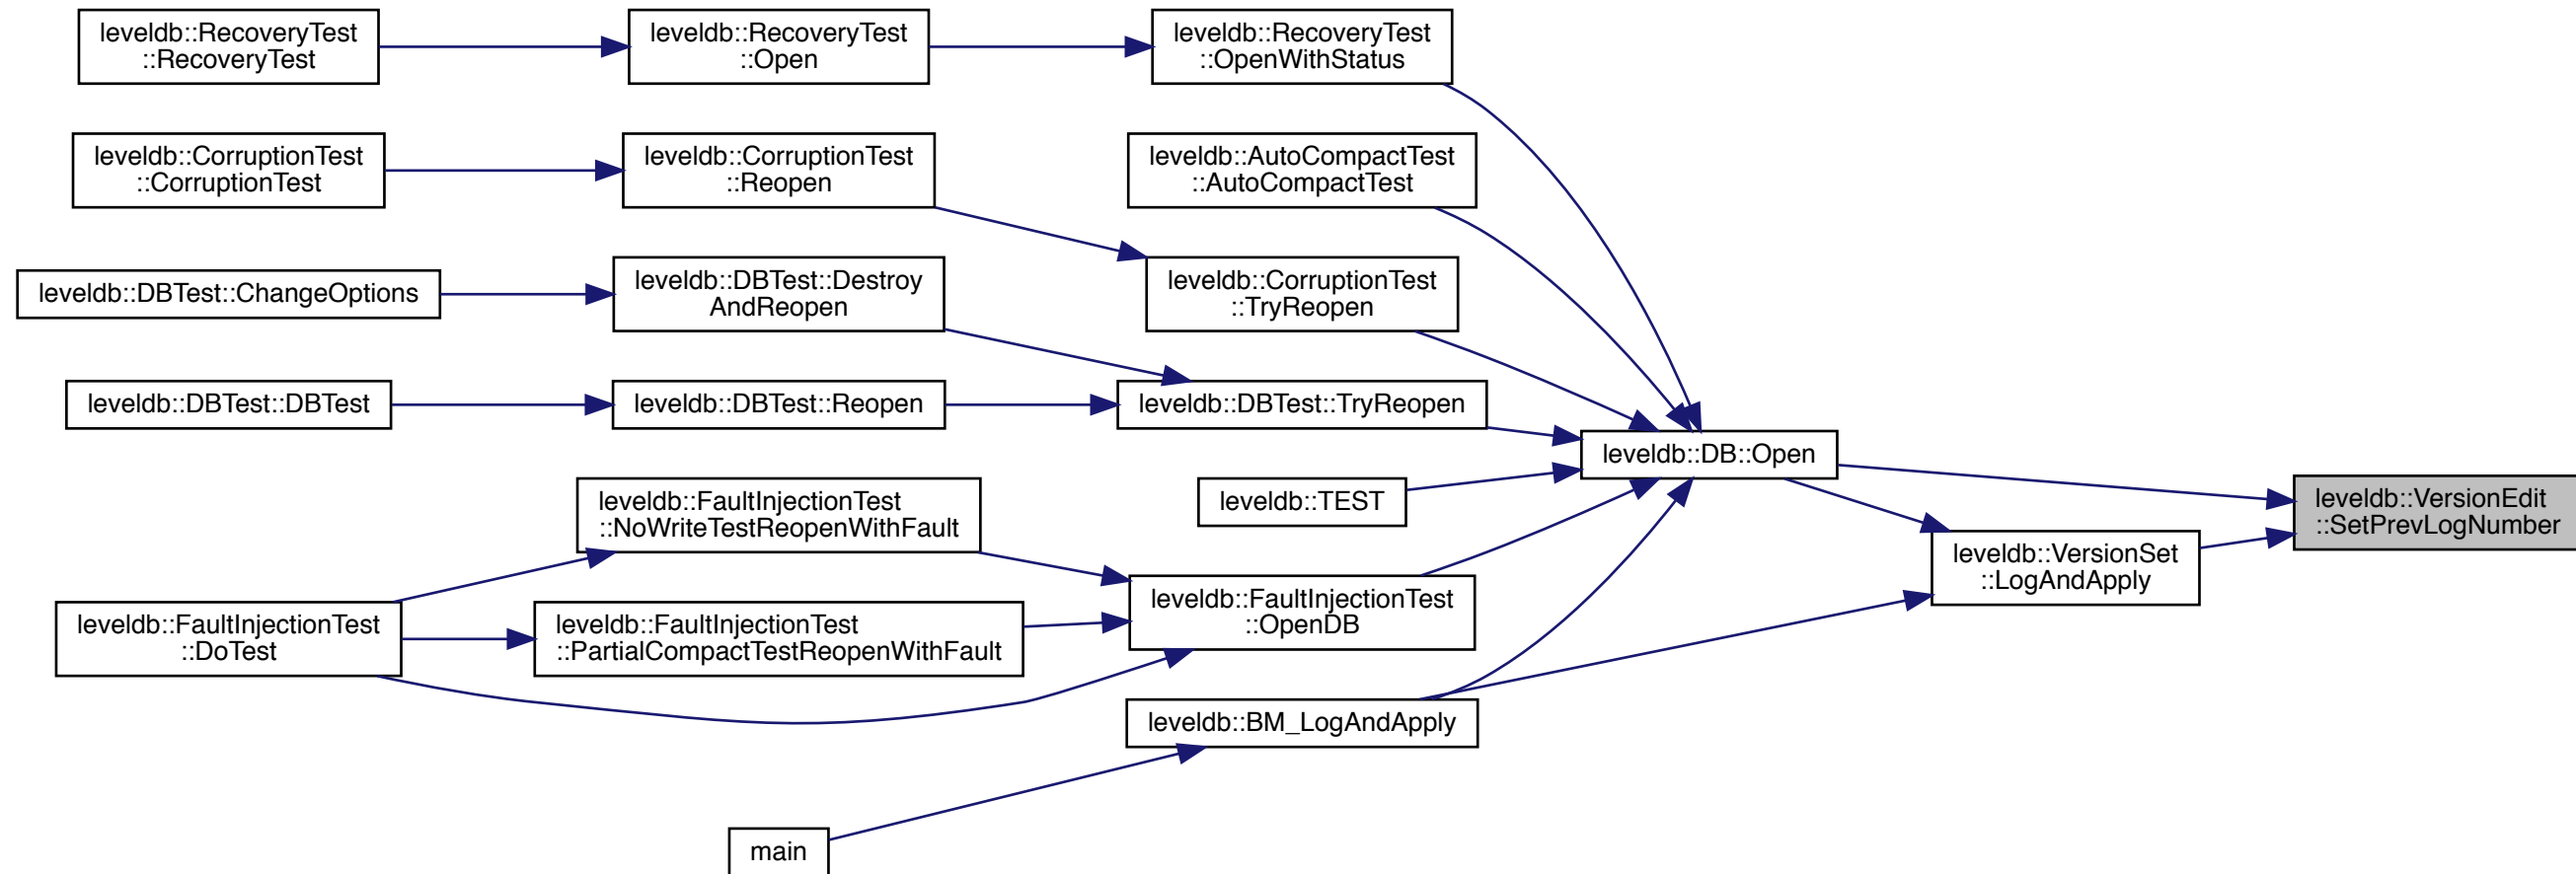 leveldb::RecoveryTest
::RecoveryTest
leveldb::RecoveryTest
::Open
leveldb::RecoveryTest
::OpenWithStatus
leveldb::CorruptionTest
::CorruptionTest
leveldb::CorruptionTest
::Reopen
leveldb::AutoCompactTest
::AutoCompactTest
leveldb::DBTest::ChangeOptions
leveldb::DBTest::Destroy
AndReopen
leveldb::CorruptionTest
::TryReopen
leveldb::DBTest::DBTest
leveldb::DBTest::Reopen
leveldb::DBTest::TryReopen
leveldb::DB::Open
leveldb::FaultInjectionTest
::NoWriteTestReopenWithFault
leveldb::TEST
leveldb::VersionEdit
::SetPrevLogNumber
leveldb::VersionSet
::LogAndApply
leveldb::FaultInjectionTest
::DoTest
leveldb::FaultInjectionTest
::PartialCompactTestReopenWithFault
leveldb::FaultInjectionTest
::OpenDB
leveldb::BM_LogAndApply
main